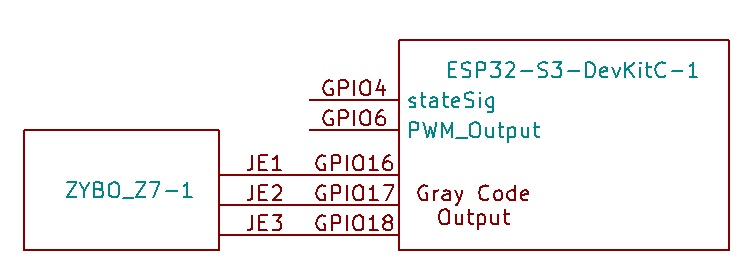 ESP32-S3-DevKitC-1
GPIO4
stateSig
GPIO6
PWM_Output
JE1 GPIO16
ZYBO_Z7-1
JE2 GPIO17
Gray Code
Output
JE3 GPIO18